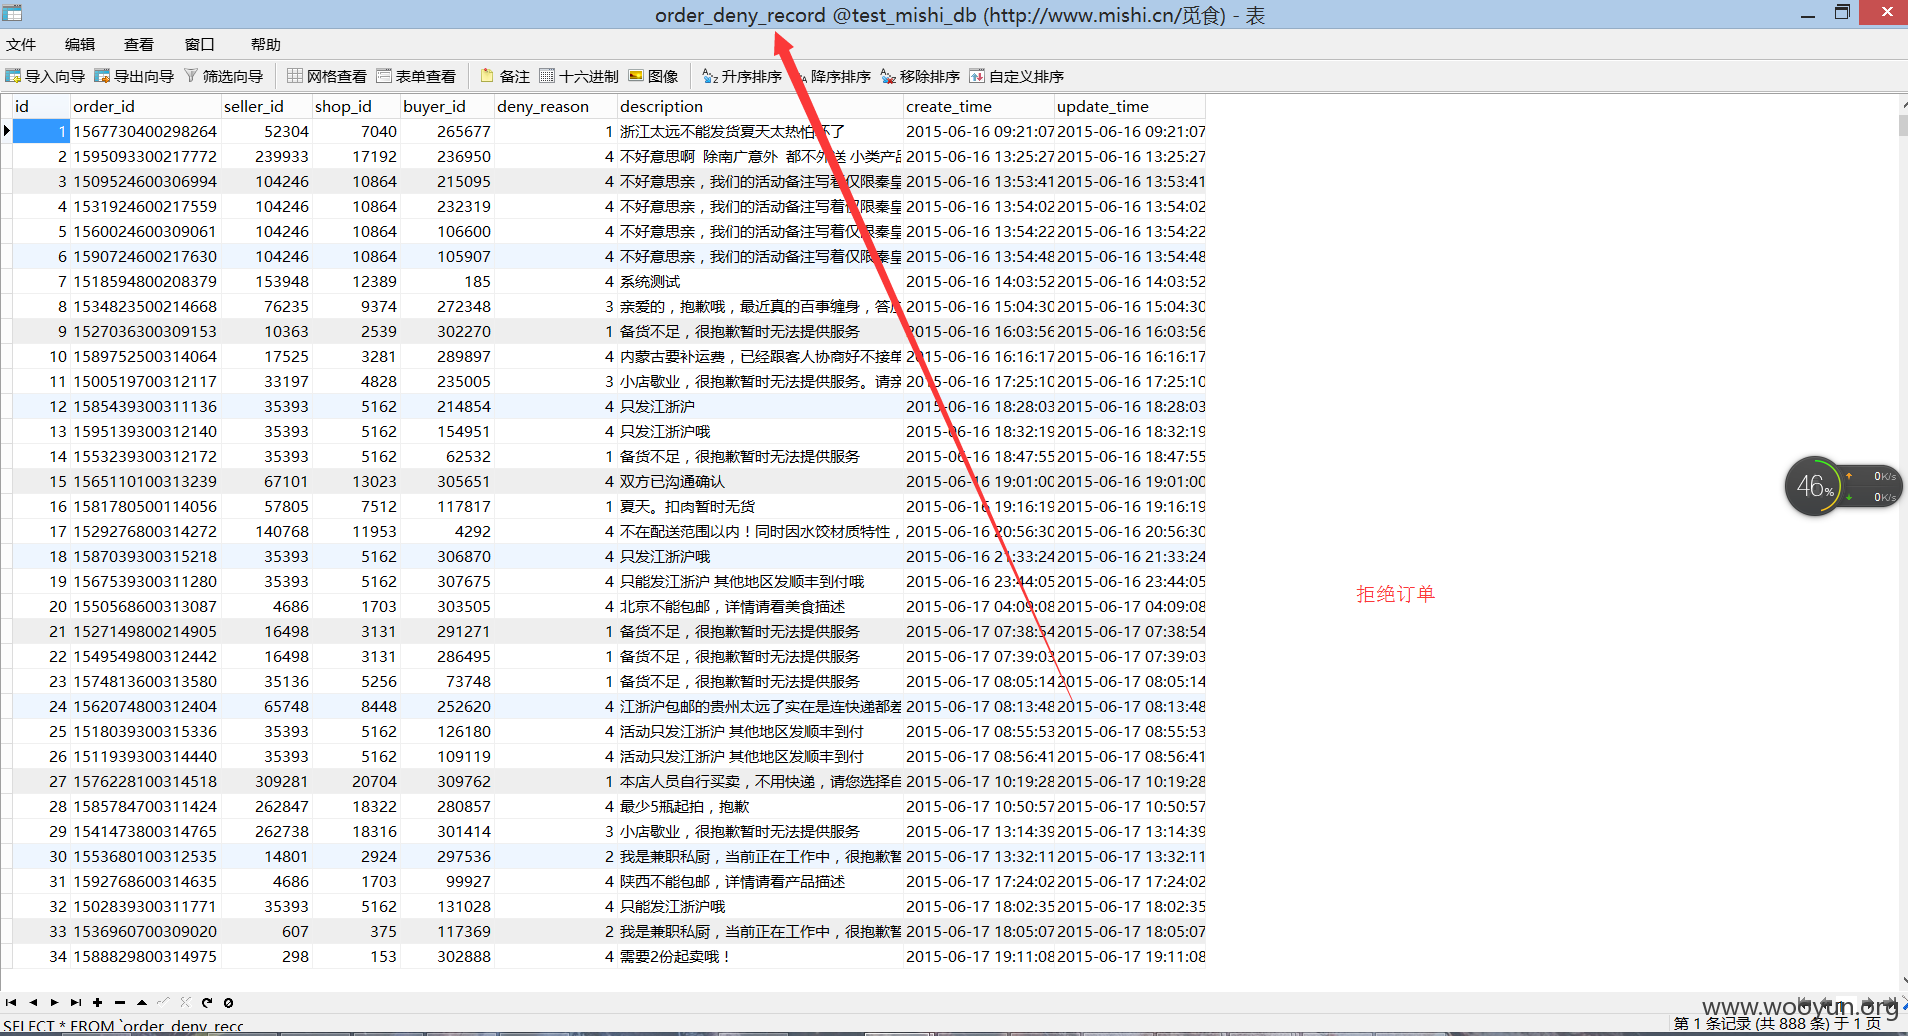 order_deny_record @test_mishi_db (http://www.mishi.cn/觅食) - 表
文件 编辑 查看 窗口 帮助
导入向导 导出向导 筛选向导 网格查看 表单查看 备注 十六进制 图像 升序排序 降序排序 移除排序 自定义排序
id order_id seller_id shop_id buyer_id deny_reason description create_time update_time
1 1567730400298264 52304 7040 265677 1 浙江太远不能发货夏天太热怕坏了 2015-06-16 09:21:07 2015-06-16 09:21:07
2 1595093300217772 239933 17192 236950 4 不好意思啊 除南广意外 都不外送 小类产品 2015-06-16 13:25:27 2015-06-16 13:25:27
3 1509524600306994 104246 10864 215095 4 不好意思亲，我们的活动备注写着仅限秦皇 2015-06-16 13:53:41 2015-06-16 13:53:41
4 1531924600217559 104246 10864 232319 4 不好意思亲，我们的活动备注写着仅限秦皇 2015-06-16 13:54:02 2015-06-16 13:54:02
5 1560024600309061 104246 10864 106600 4 不好意思亲，我们的活动备注写着仅限秦皇 2015-06-16 13:54:22 2015-06-16 13:54:22
6 1590724600217630 104246 10864 105907 4 不好意思亲，我们的活动备注写着仅限秦皇 2015-06-16 13:54:48 2015-06-16 13:54:48
7 1518594800208379 153948 12389 185 4 系统测试 2015-06-16 14:03:52 2015-06-16 14:03:52
8 1534823500214668 76235 9374 272348 3 亲爱的，抱歉哦，最近真的百事缠身，答应 2015-06-16 15:04:30 2015-06-16 15:04:30
9 1527036300309153 10363 2539 302270 1 备货不足，很抱歉暂时无法提供服务 2015-06-16 16:03:56 2015-06-16 16:03:56
10 1589752500314064 17525 3281 289897 4 内蒙古要补运费，已经跟客人协商好不接单 2015-06-16 16:16:17 2015-06-16 16:16:17
11 1500519700312117 33197 4828 235005 3 小店歇业，很抱歉暂时无法提供服务。请亲 2015-06-16 17:25:10 2015-06-16 17:25:10
12 1585439300311136 35393 5162 214854 4 只发江浙沪 2015-06-16 18:28:03 2015-06-16 18:28:03
13 1595139300312140 35393 5162 154951 4 只发江浙沪哦 2015-06-16 18:32:19 2015-06-16 18:32:19
14 1553239300312172 35393 5162 62532 1 备货不足，很抱歉暂时无法提供服务 2015-06-16 18:47:55 2015-06-16 18:47:55
15 1565110100313239 67101 13023 305651 4 双方已沟通确认 2015-06-16 19:01:00 2015-06-16 19:01:00
16 1581780500114056 57805 7512 117817 1 夏天。扣肉暂时无货 2015-06-16 19:16:19 2015-06-16 19:16:19
17 1529276800314272 140768 11953 4292 4 不在配送范围以内！同时因水饺材质特性， 2015-06-16 20:56:30 2015-06-16 20:56:30
18 1587039300315218 35393 5162 306870 4 只发江浙沪哦 2015-06-16 21:33:24 2015-06-16 21:33:24
19 1567539300311280 35393 5162 307675 4 只能发江浙沪 其他地区发顺丰到付哦 2015-06-16 23:44:05 2015-06-16 23:44:05
20 1550568600313087 4686 1703 303505 4 北京不能包邮，详情请看美食描述 2015-06-17 04:09:08 2015-06-17 04:09:08
21 1527149800214905 16498 3131 291271 1 备货不足，很抱歉暂时无法提供服务 2015-06-17 07:38:54 2015-06-17 07:38:54
22 1549549800312442 16498 3131 286495 1 备货不足，很抱歉暂时无法提供服务 2015-06-17 07:39:03 2015-06-17 07:39:03
23 1574813600313580 35136 5256 73748 1 备货不足，很抱歉暂时无法提供服务 2015-06-17 08:05:14 2015-06-17 08:05:14
24 1562074800312404 65748 8448 252620 4 江浙沪包邮的贵州太远了实在是连快递都差 2015-06-17 08:13:48 2015-06-17 08:13:48
25 1518039300315336 35393 5162 126180 4 活动只发江浙沪 其他地区发顺丰到付 2015-06-17 08:55:53 2015-06-17 08:55:53
26 1511939300314440 35393 5162 109119 4 活动只发江浙沪 其他地区发顺丰到付 2015-06-17 08:56:41 2015-06-17 08:56:41
27 1576228100314518 309281 20704 309762 1 本店人员自行买卖，不用快递，请您选择自 2015-06-17 10:19:28 2015-06-17 10:19:28
28 1585784700311424 262847 18322 280857 4 最少5瓶起拍，抱歉 2015-06-17 10:50:57 2015-06-17 10:50:57
29 1541473800314765 262738 18316 301414 3 小店歇业，很抱歉暂时无法提供服务 2015-06-17 13:14:39 2015-06-17 13:14:39
30 1553680100312535 14801 2924 297536 2 我是兼职私厨，当前正在工作中，很抱歉暂 2015-06-17 13:32:11 2015-06-17 13:32:11
31 1592768600314635 4686 1703 99927 4 陕西不能包邮，详情请看产品描述 2015-06-17 17:24:02 2015-06-17 17:24:02
32 1502839300311771 35393 5162 131028 4 只能发江浙沪哦 2015-06-17 18:02:35 2015-06-17 18:02:35
33 1536960700309020 607 375 117369 2 我是兼职私厨，当前正在工作中，很抱歉暂 2015-06-17 18:05:07 2015-06-17 18:05:07
34 1588829800314975 298 153 302888 4 需要2份起卖哦！ 2015-06-17 19:11:08 2015-06-17 19:11:08
46% 0K/s
0K/s
拒绝订单
www.wooyun.org
SELECT * FROM `order_deny_recc
第 1 条记录 (共 888 条) 于 1 页